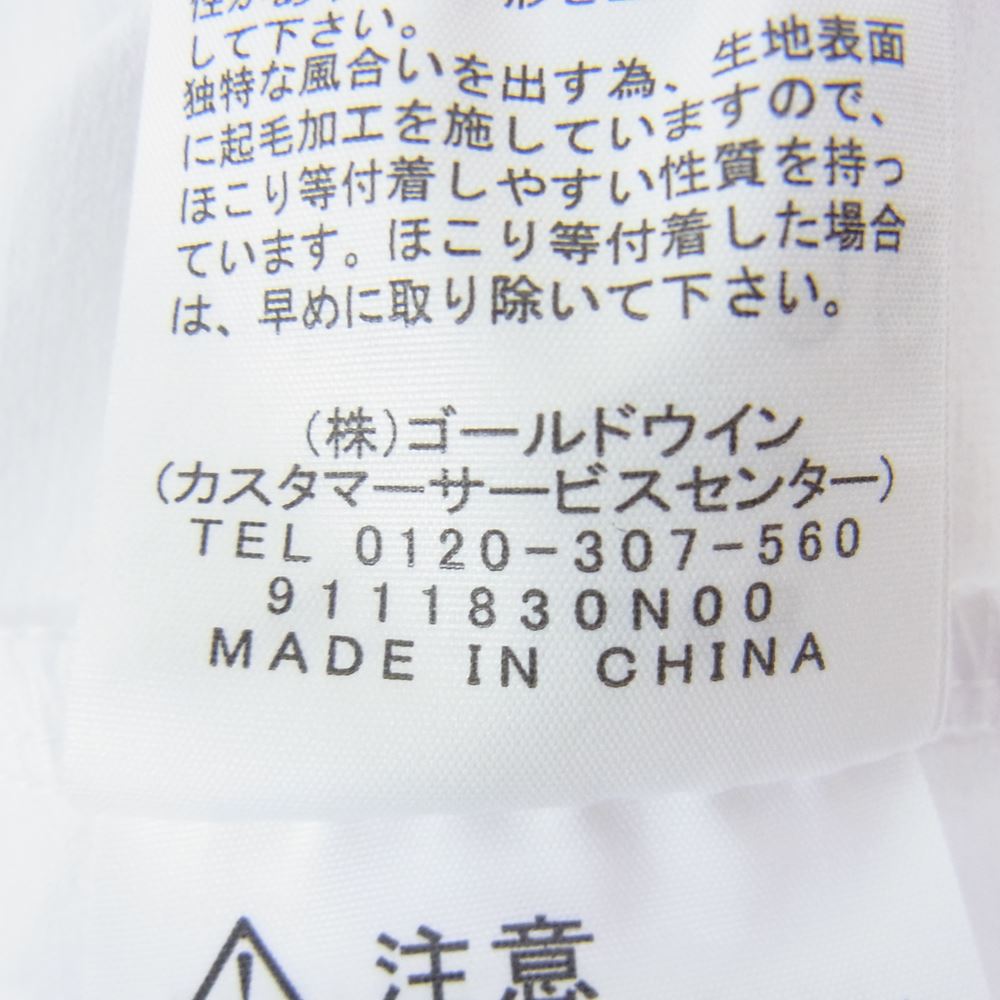 して下さい。
独特な風合いを出す為、生地表面
に起毛加工を施していますので、
ほこり等付着しやすい性質を持っ
ています。ほこり等付着した場合
は、早めに取り除いて下さい。
(株)ゴールドウイン
(カスタマーサービスセンター)
TEL 0120-307-560
9111830N00
MADE IN CHINA
注意